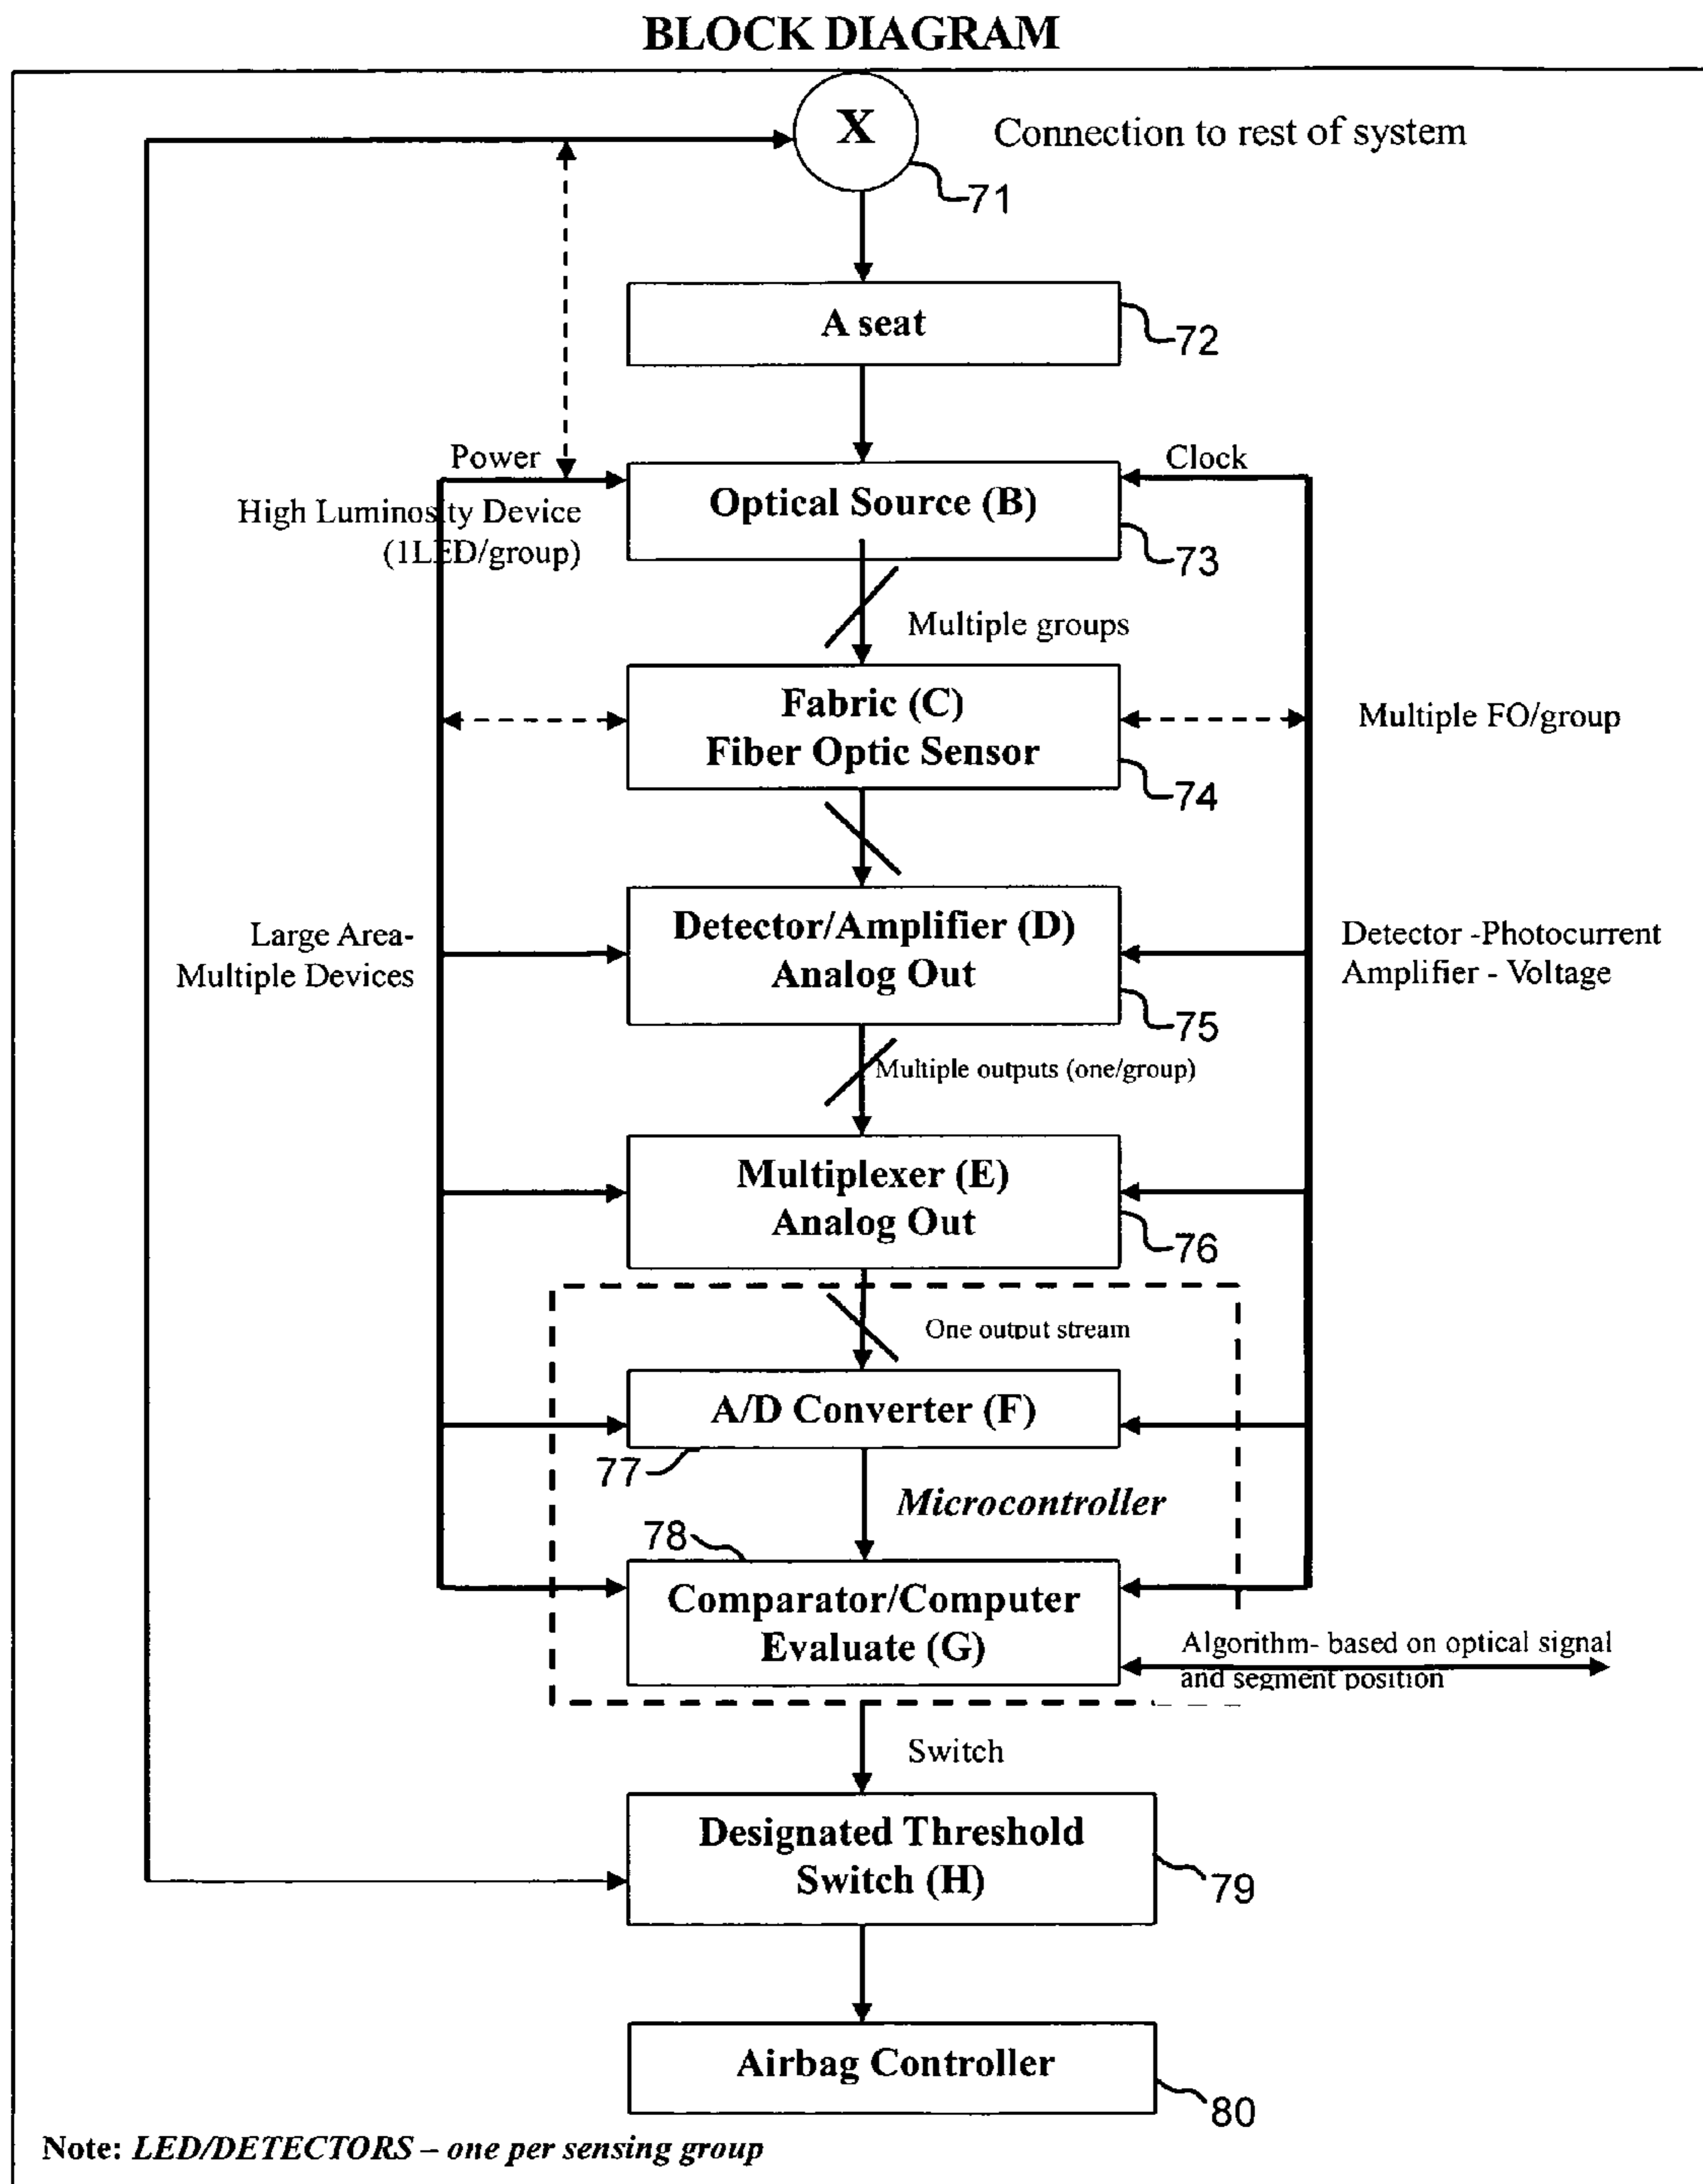 BLOCK DIAGRAM
X
Connection to rest of system
71
A seat
72
Power
Clock
High Luminosity Device
(1LED/group)
Optical Source (B)
73
Multiple groups
Fabric (C)
Fiber Optic Sensor
Multiple FO/group
74
Large Area-
Multiple Devices
Detector/Amplifier (D)
Analog Out
Detector -Photocurrent
Amplifier - Voltage
75
Multiple outputs (one/group)
Multiplexer (E)
Analog Out
76
One output stream
A/D Converter (F)
77
Microcontroller
78
Comparator/Computer
Evaluate (G)
Algorithm- based on optical signal
and segment position
Switch
Designated Threshold
Switch (H)
79
Airbag Controller
80
Note: LED/DETECTORS – one per sensing group